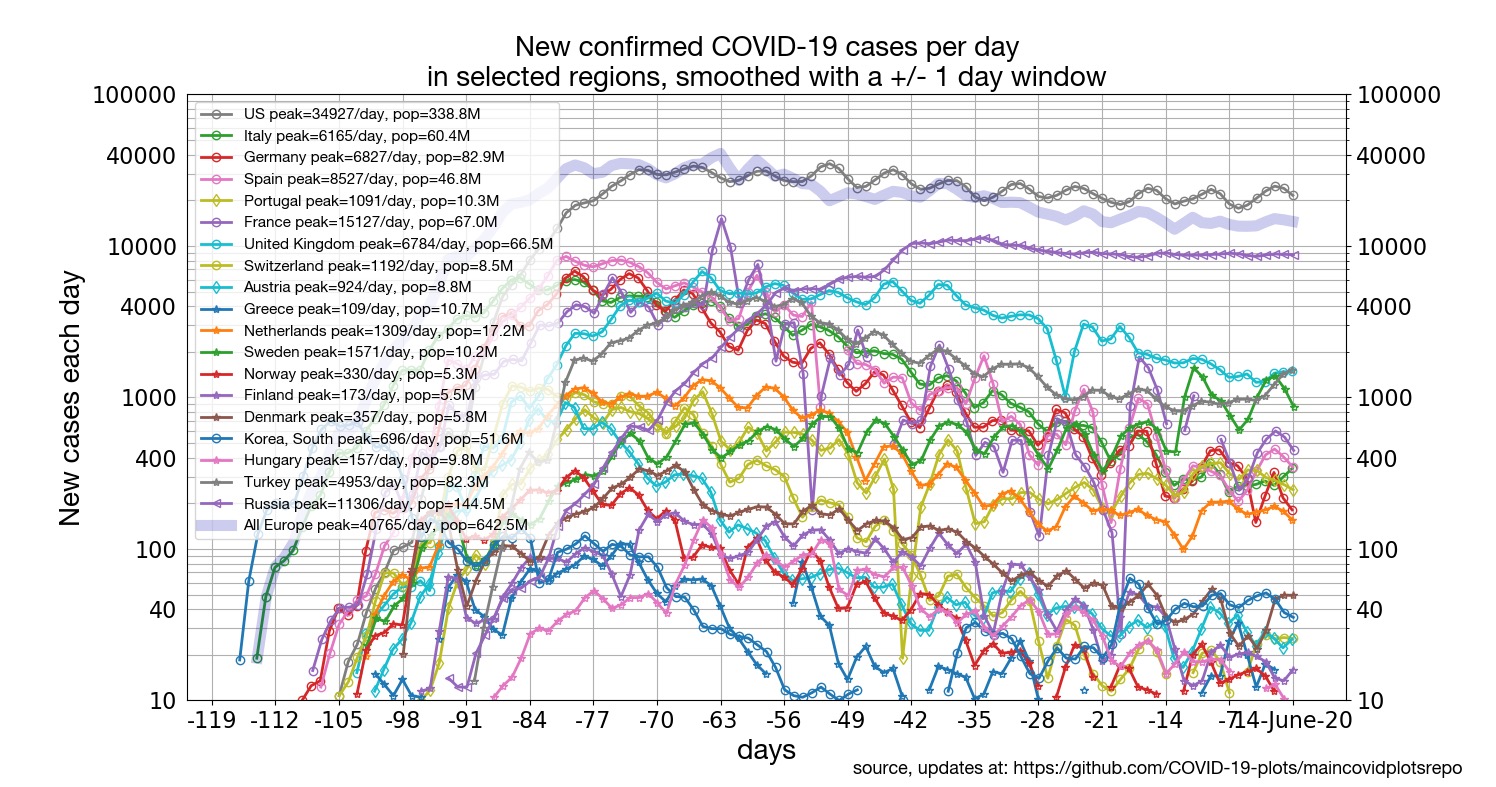 New confirmed COVID-19 cases per day
in selected regions, smoothed with a +/- 1 day window
100000
40000
10000
4000
1000
400
100
40
10
New cases each day
US peak=34927/day, pop=338.8M
Italy peak=6165/day, pop=60.4M
Germany peak=6827/day, pop=82.9M
Spain peak=8527/day, pop=46.8M
Portugal peak=1091/day, pop=10.3M
France peak=15127/day, pop=67.0M
United Kingdom peak=6784/day, pop=66.5M
Switzerland peak=1192/day, pop=8.5M
Austria peak=924/day, pop=8.8M
Greece peak=109/day, pop=10.7M
Netherlands peak=1309/day, pop=17.2M
Sweden peak=1571/day, pop=10.2M
Norway peak=330/day, pop=5.3M
Finland peak=173/day, pop=5.5M
Denmark peak=357/day, pop=5.8M
Korea, South peak=696/day, pop=51.6M
Hungary peak=157/day, pop=9.8M
Turkey peak=4953/day, pop=82.3M
Russia peak=11306/day, pop=144.5M
All Europe peak=40765/day, pop=642.5M
100000
40000
10000
4000
1000
400
100
40
10
-119 -112 -105 -98 -91 -84 -77 -70 -63 -56 -49 -42 -35 -28 -21 -14 -7 14-June-20
days
source, updates at: https://github.com/COVID-19-plots/maincovidplotsrepo